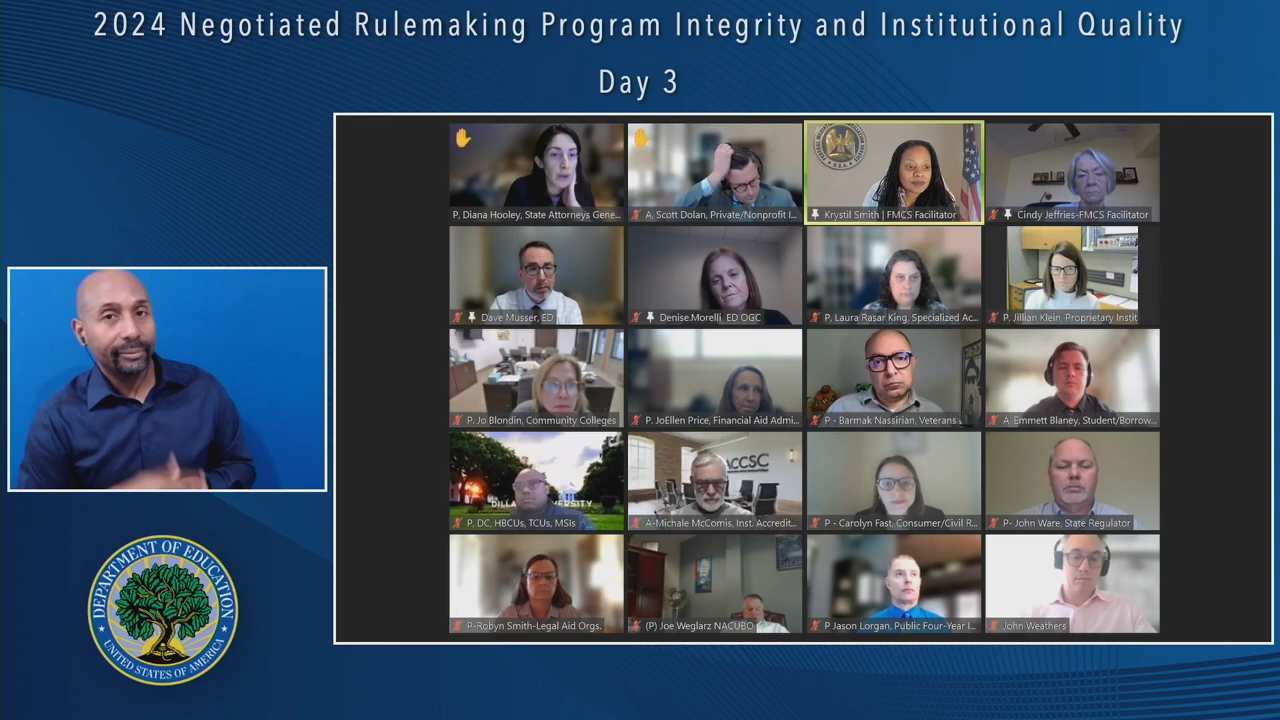 2024 Negotiated Rulemaking Program Integrity and Institutional Quality
Day 3
P, Diana Hooley, State Attorneys Gene...
A, Scott Dolan, Private/Nonprofit I...
Krystil Smith | FMCS Facilitator
Cindy Jeffries-FMCS Facilitator
Dave Musser, ED
Denise.Morelli ED OGC
P, Laura Rasar King, Specialized Ac...
P, Jillian Klein, Proprietary Instit
P. Jo Blondin, Community Colleges
P. JoEllen Price, Financial Aid Admi...
P - Barmak Nassirian, Veterans
A, Emmett Blaney, Student/Borrow...
P, DC, HBCUs, TCUs, MSIs
ACCSC
A-Michale McComis, Inst. Accredit...
P - Carolyn Fast, Consumer/Civil R...
P- John Ware, State Regulator
P-Robyn Smith-Legal Aid Orgs.
(P) Joe Weglarz NACUBO
P Jason Lorgan, Public Four-Year I...
John Weathers
DEPARTMENT OF EDUCATION
UNITED STATES OF AMERICA